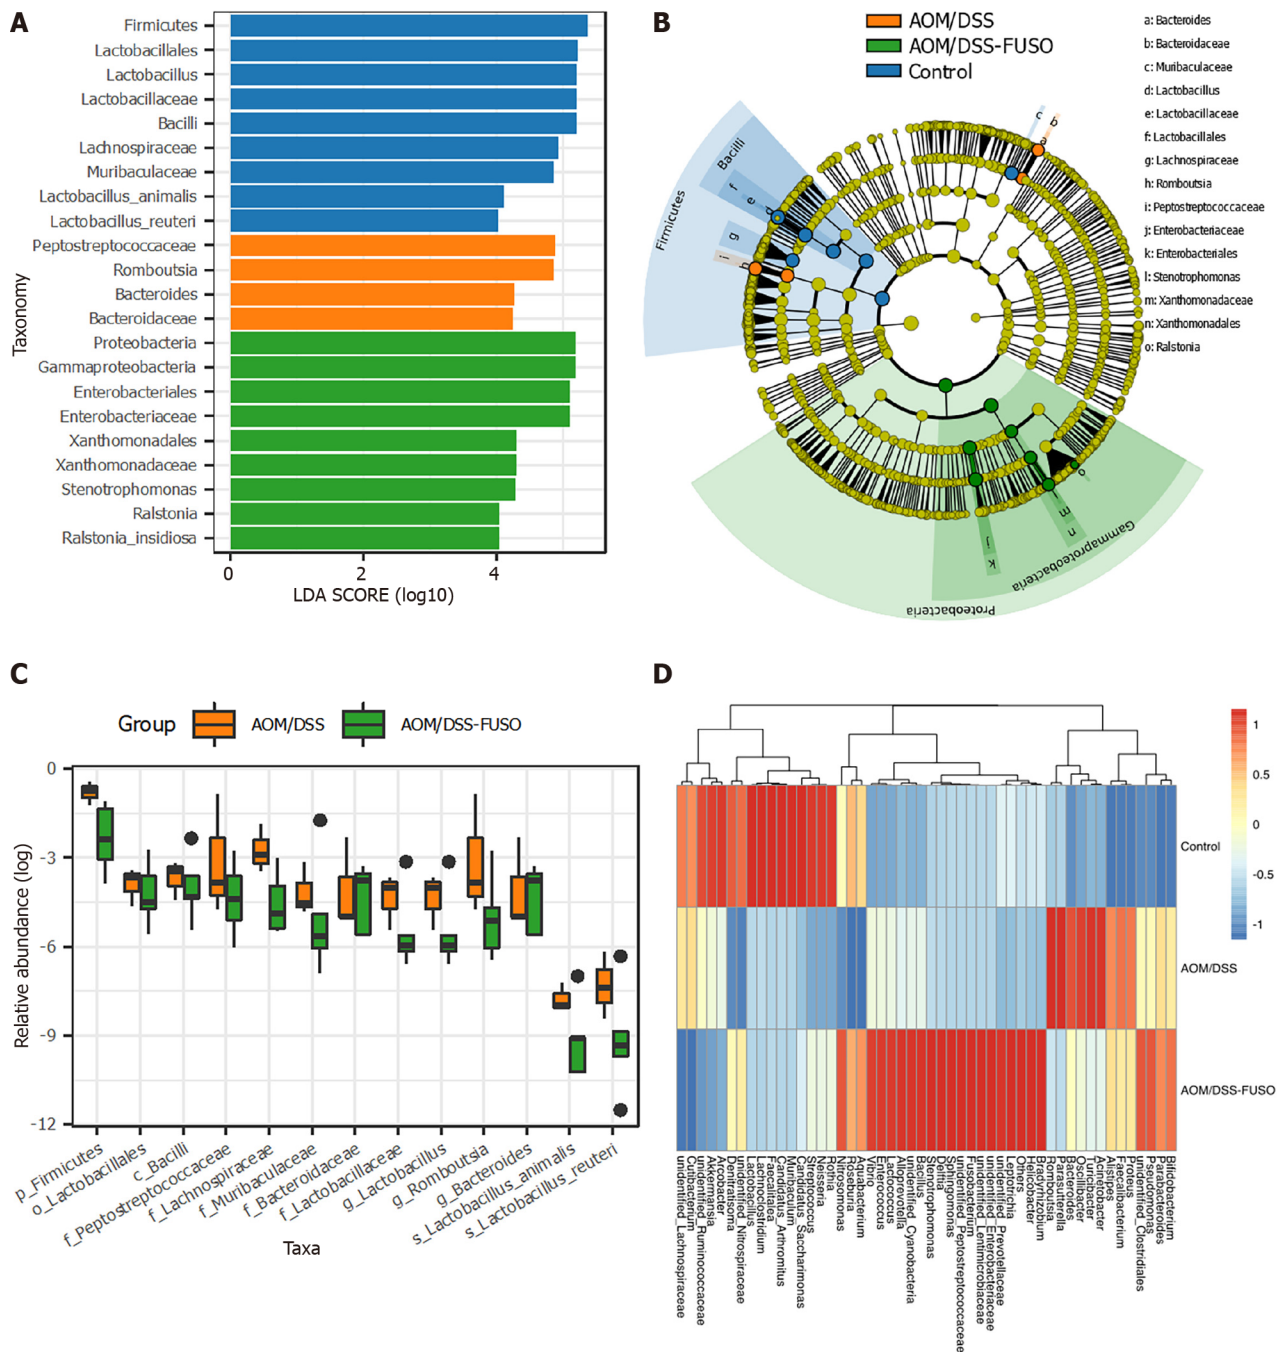 A
Firmicutes
Lactobacillales
Lactobacillus
Lactobacillaceae
Bacilli
Lachnospiraceae
Muribaculaceae
Lactobacillus_animalis
Lactobacillus_reuteri
Peptostreptococcaceae
Romboutsia
Bacteroides
Bacteroidaceae
Proteobacteria
Gammaproteobacteria
Enterobacteriales
Enterobacteriaceae
Xanthomonadales
Xanthomonadaceae
Stenotrophomonas
Ralstonia
Ralstonia_insidiosa
Taxonomy
0 2 4
LDA SCORE (log10)
B
AOM/DSS
AOM/DSS-FUSO
Control
a: Bacteroides
b: Bacteroidaceae
c: Muribaculaceae
d: Lactobacillus
e: Lactobacillaceae
f: Lactobacillales
g: Lachnospiraceae
h: Romboutsia
i: Peptostreptococcaceae
j: Enterobacteriaceae
k: Enterobacteriales
l: Stenotrophomonas
m: Xanthomonadaceae
n: Xanthomonadales
o: Ralstonia
Firmicutes
Bacilli
f
e
d
g
i
h
c
b
a
o
m
n
j
k
Gammaproteobacteria
Proteobacteria
C
Group AOM/DSS AOM/DSS-FUSO
Relative abundance (log)
0
-3
-6
-9
-12
p_Firmicutes
o_Lactobacillales
c_Bacilli
f_Peptostreptococcaceae
f_Lachnospiraceae
f_Muribaculaceae
f_Bacteroidaceae
f_Lactobacillaceae
g_Lactobacillus
g_Romboutsia
g_Bacteroides
s_Lactobacillus_animalis
s_Lactobacillus_reuteri
Taxa
D
1
0.5
0
-0.5
-1
Control
AOM/DSS
AOM/DSS-FUSO
unidentified_Lachnospiraceae
Cutibacterium
unidentified_Ruminococcaceae
Akkermansia
Arcobacter
Dechloratisoma
unidentified_Nitrospiraceae
Lactobacillus
Lachnoclostridium
Faecalitalea
Candidatus_Arthromitus
Muribaculum
Candidatus_Saccharimonas
Streptococcus
Neisseria
Rothia
Nitrosomonas
Roseburia
Aquabacterium
Vibrio
Enterococcus
Lactococcus
Alloprevotella
unidentified_Cyanobacteria
Bacillus
Stenotrophomonas
Delftia
Sphingomonas
unidentified_Peptostreptococcaceae
Fusobacterium
unidentified_Lentimicrobiaceae
unidentified_Enterobacteriaceae
unidentified_Prevotellaceae
Leptotrichia
Others
Helicobacter
Bradyrhizobium
Romboutsia
Parasutterella
Bacteroides
Oscillibacter
Turicibacter
Acinetobacter
Alistipes
Faecalibacterium
Proteus
unidentified_Clostridiales
Pseudomonas
Parabacteroides
Bifidobacterium